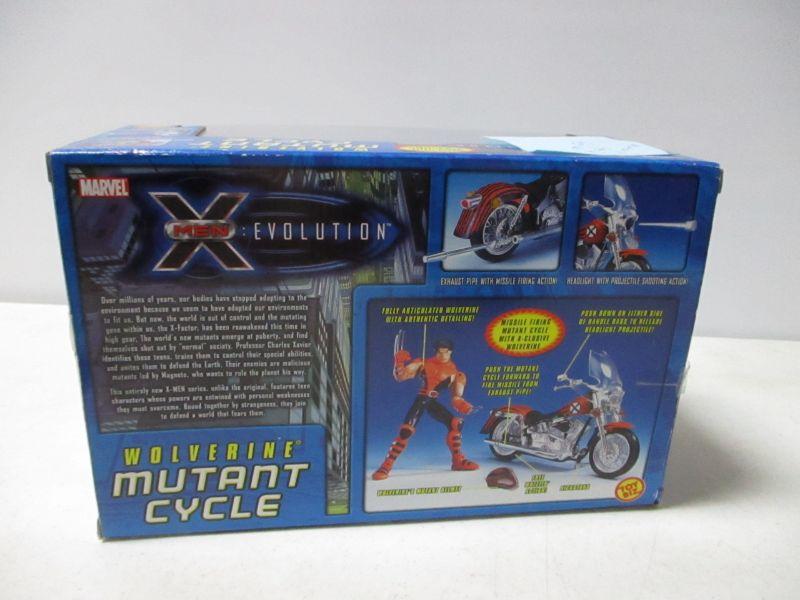 MARVEL
X
MEN
: EVOLUTION™
Over millions of years, our bodies have stopped adapting to the
environment because we seem to have adapted our environments
to fit us. But now, the world is out of control and the mutating
gene within us, the X-Factor, has been reawakened this time in
high gear. The world's new mutants emerge at puberty, and find
themselves shut out by "normal" society. Professor Charles Xavier
identifies these teens, trains them to control their special abilities
and unites them to defend the Earth. Their enemies are malicious
mutants led by Magneto, who wants to rule the planet his way.
This entirely new X-MEN series, unlike the original, features teen
characters whose powers are entwined with personal weaknesses
they must overcome. Bound together by strangeness, they join
to defend a world that fears them.
WOLVERINE®
MUTANT
CYCLE
EXHAUST PIPE WITH MISSILE FIRING ACTION!
HEADLIGHT WITH PROJECTILE SHOOTING ACTION!
FULLY ARTICULATED WOLVERINE
WITH AUTHENTIC DETAILING!
MISSILE FIRING
MUTANT CYCLE
WITH X-CLUSIVE
WOLVERINE
PUSH DOWN ON EITHER SIDE
OF HANDLE BARS TO RELEASE
HEADLIGHT PROJECTILE!
PUSH THE MUTANT
CYCLE FORWARD TO
FIRE MISSILE FROM
EXHAUST PIPE!
WOLVERINE'S MUTANT HELMET
FREE
ACTION!
KICKSTAND
TOY
BIZ